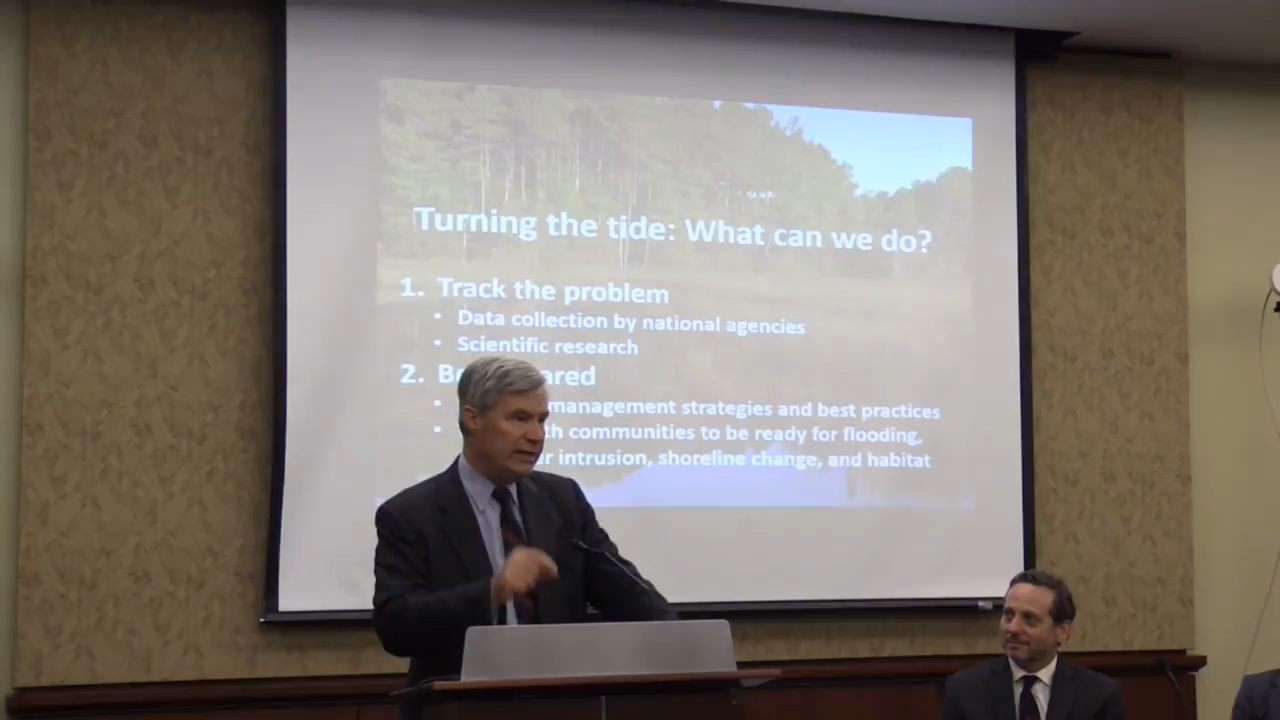 Turning the tide: What can we do?
1. Track the problem
• Data collection by national agencies
• Scientific research
2.
• management strategies and best practices
• communities to be ready for flooding,
intrusion, shoreline change, and habitat